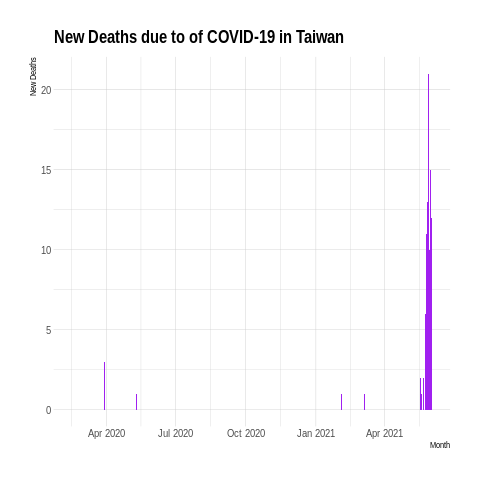 New Deaths due to of COVID-19 in Taiwan
New Deaths
20
15
10
5
0
Apr 2020 Jul 2020 Oct 2020 Jan 2021 Apr 2021
Month